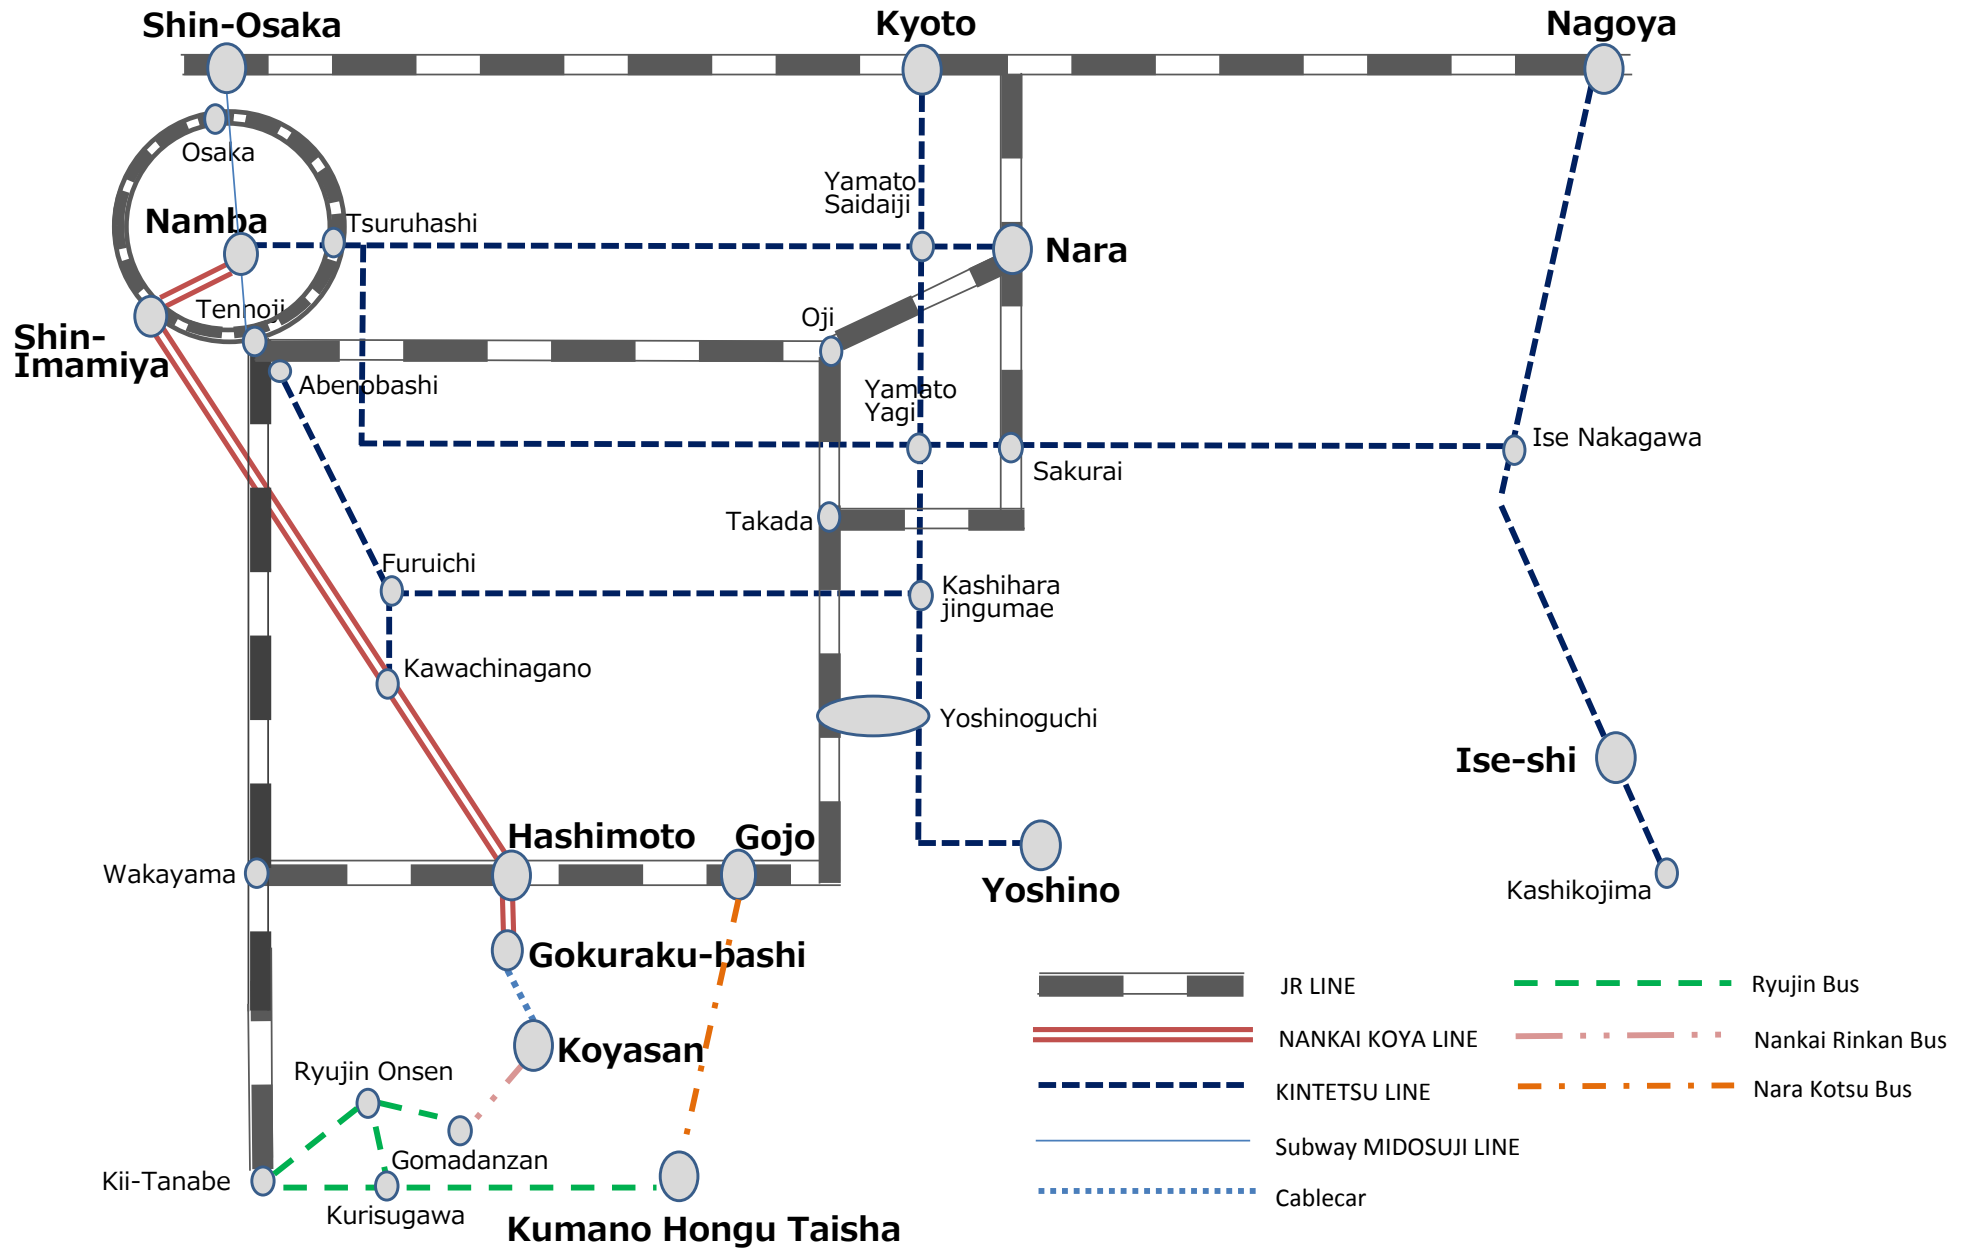 Shin-Osaka
Kyoto
Nagoya
Osaka
Yamato
Saidaiji
Namba
Tsuruhashi
Nara
Tennoji
Oji
Shin-
Imamiya
Abenobashi
Yamato
Yagi
Ise Nakagawa
Sakurai
Takada
Furuichi
Kashihara
jingumae
Kawachinagano
Yoshinoguchi
Ise-shi
Hashimoto
Gojo
Wakayama
Yoshino
Kashikojima
Gokuraku-bashi
Koyasan
Ryujin Onsen
Gomadanzan
Kii-Tanabe
Kurisugawa
Kumano Hongu Taisha
JR LINE
NANKAI KOYA LINE
KINTETSU LINE
Subway MIDOSUJI LINE
Cablecar
Ryujin Bus
Nankai Rinkan Bus
Nara Kotsu Bus